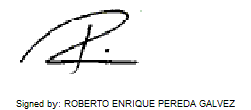 Signed by: ROBERTO ENRIQUE PEREDA GALVEZ